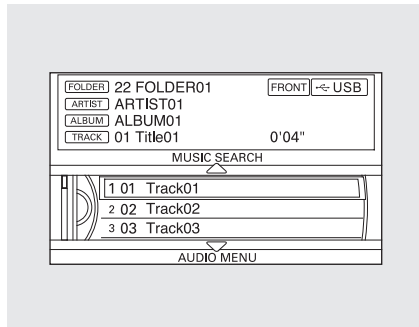 FOLDER 22 FOLDER01 FRONT USB
ARTIST ARTIST01
ALBUM ALBUM01
TRACK 01 Title01 0'04"
MUSIC SEARCH
1 01 Track01
2 02 Track02
3 03 Track03
AUDIO MENU